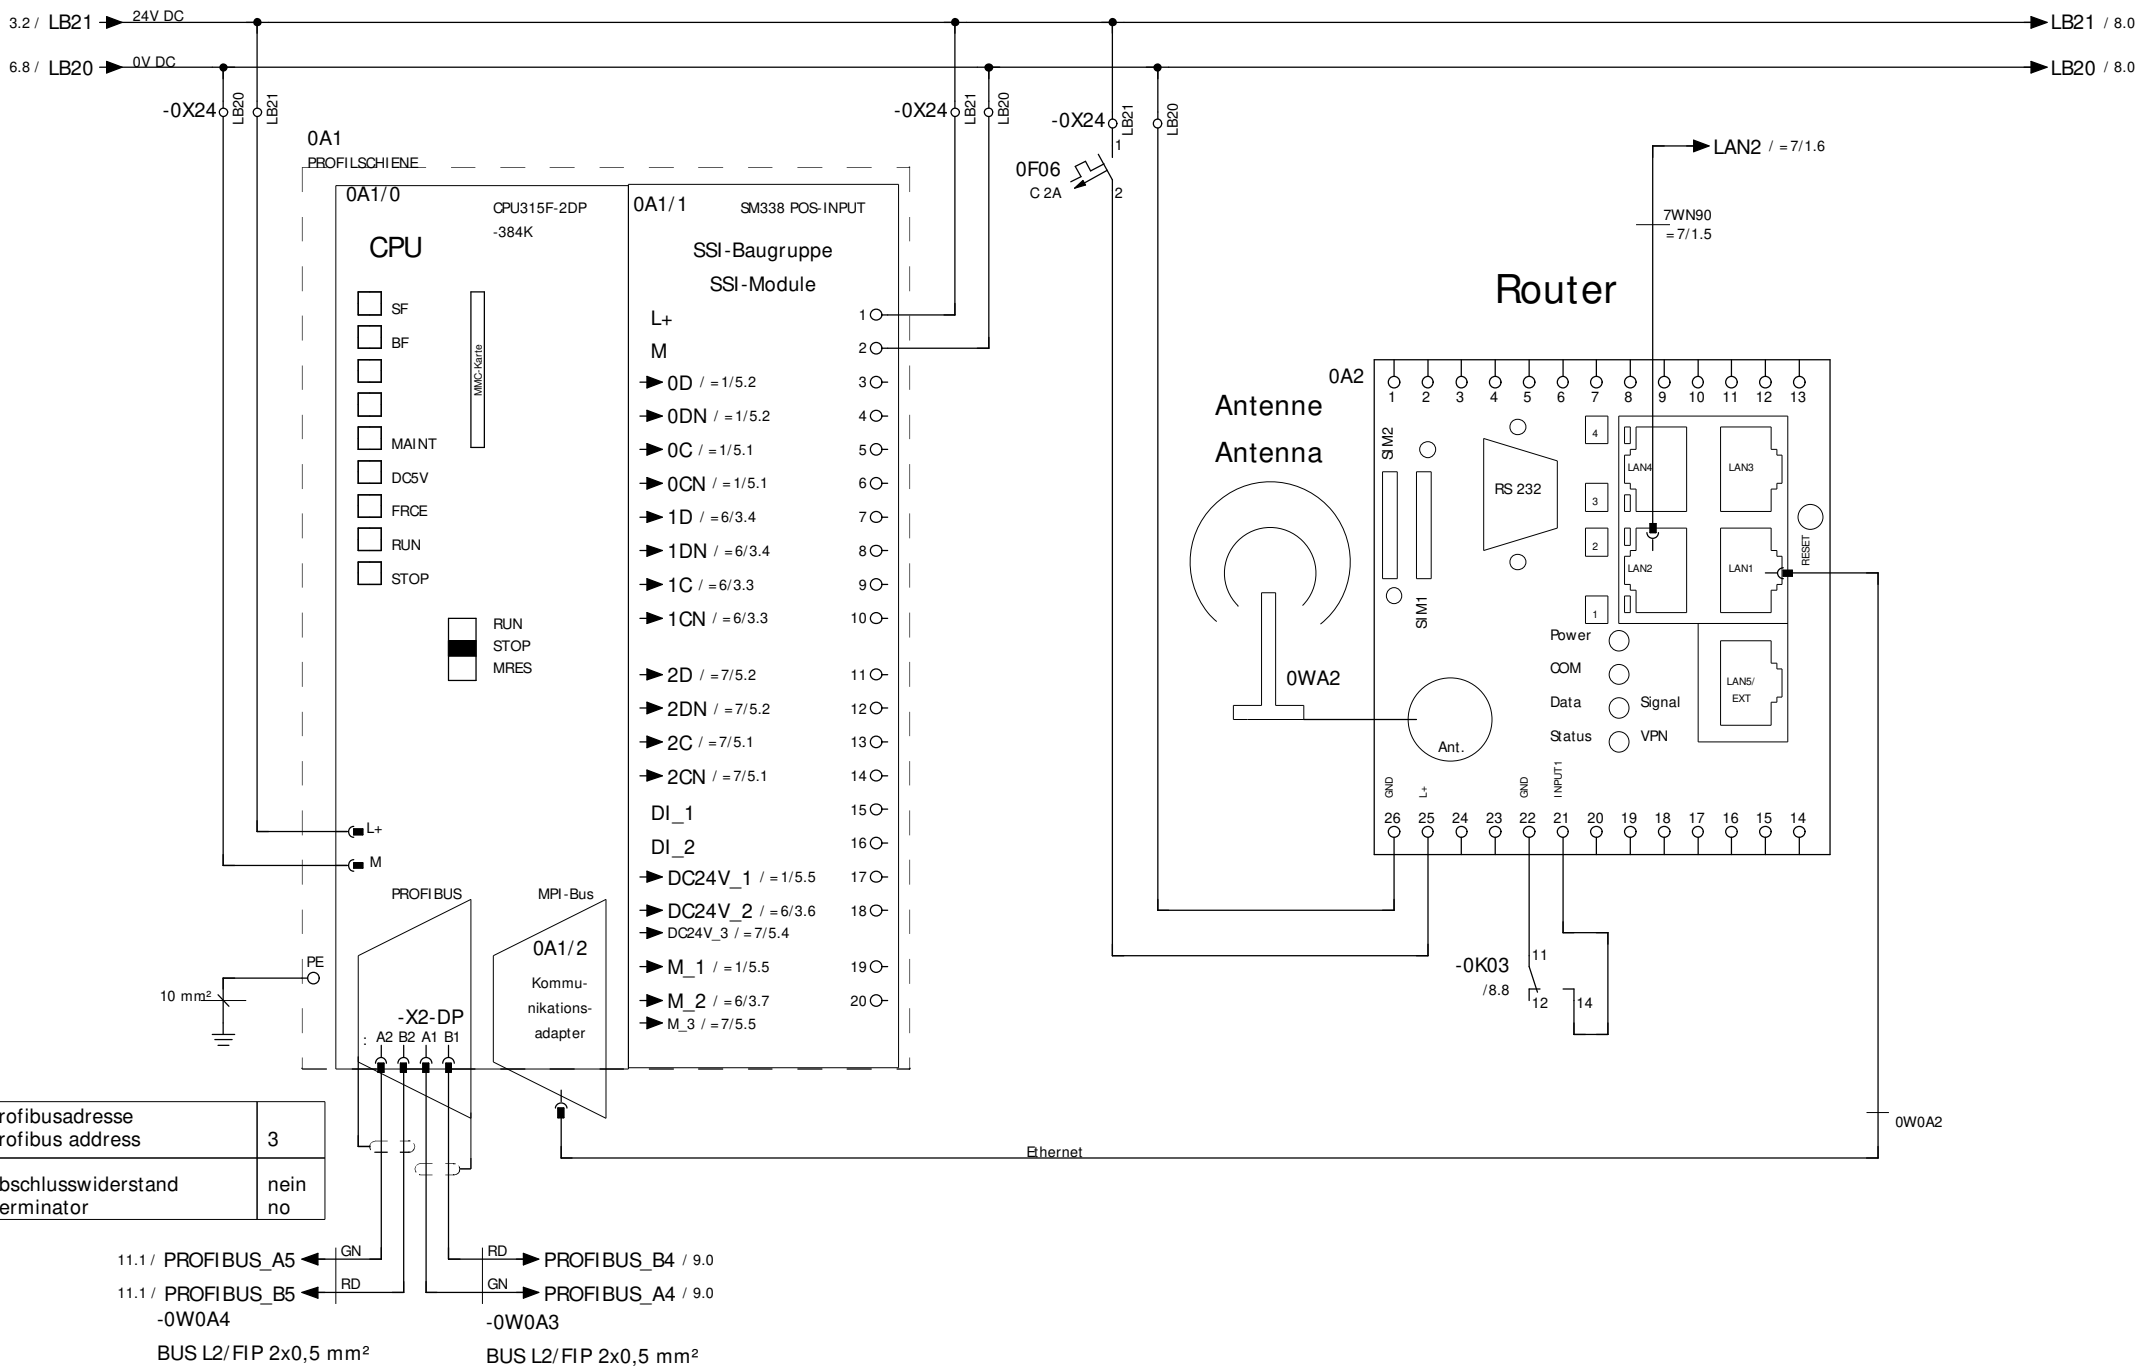 3.2 / LB21 24V DC LB21 / 8.0
6.8 / LB20 0V DC LB20 / 8.0
-0X24 LB20 LB21
-0X24 LB21 LB20
-0X24 LB21 LB20
0A1
PROFILSCHIENE
0A1/0
CPU315F-2DP
-384K
CPU
SF
BF
MAINT
DC5V
FRCE
RUN
STOP
MMC-Karte
RUN
STOP
MRES
L+
M
PROFIBUS
MPI-Bus
0A1/2
Kommu-
nikations-
adapter
PE
10 mm²
-X2-DP
: A2 B2 A1 B1
0A1/1 SM338 POS-INPUT
SSI-Baugruppe
SSI-Module
L+ 1
M 2
0D / =1/5.2 3
0DN / =1/5.2 4
0C / =1/5.1 5
0CN / =1/5.1 6
1D / =6/3.4 7
1DN / =6/3.4 8
1C / =6/3.3 9
1CN / =6/3.3 10
2D / =7/5.2 11
2DN / =7/5.2 12
2C / =7/5.1 13
2CN / =7/5.1 14
DI_1 15
DI_2 16
DC24V_1 / =1/5.5 17
DC24V_2 / =6/3.6 18
DC24V_3 / =7/5.4
M_1 / =1/5.5 19
M_2 / =6/3.7 20
M_3 / =7/5.5
1
0F06
C 2A
2
LAN2 / =7/1.6
7WN90
=7/1.5
Router
0A2
1 2 3 4 5 6 7 8 9 10 11 12 13
Antenne
Antenna
0WA2
SIM2
SIM1
RS 232
4
3
2
1
LAN4
LAN3
LAN2
LAN1
RESET
LAN5/
EXT
Power
COM
Data Signal
Status VPN
Ant.
GND L+ GND INPUT1
26 25 24 23 22 21 20 19 18 17 16 15 14
-0K03
/8.8
11
12
14
0W0A2
Ethernet
rofibusadresse
rofibus address 3
bschlusswiderstand nein
erminator no
11.1 / PROFIBUS_A5 GN RD PROFIBUS_B4 / 9.0
11.1 / PROFIBUS_B5 RD GN PROFIBUS_A4 / 9.0
-0W0A4
BUS L2/FIP 2x0,5 mm²
-0W0A3
BUS L2/FIP 2x0,5 mm²